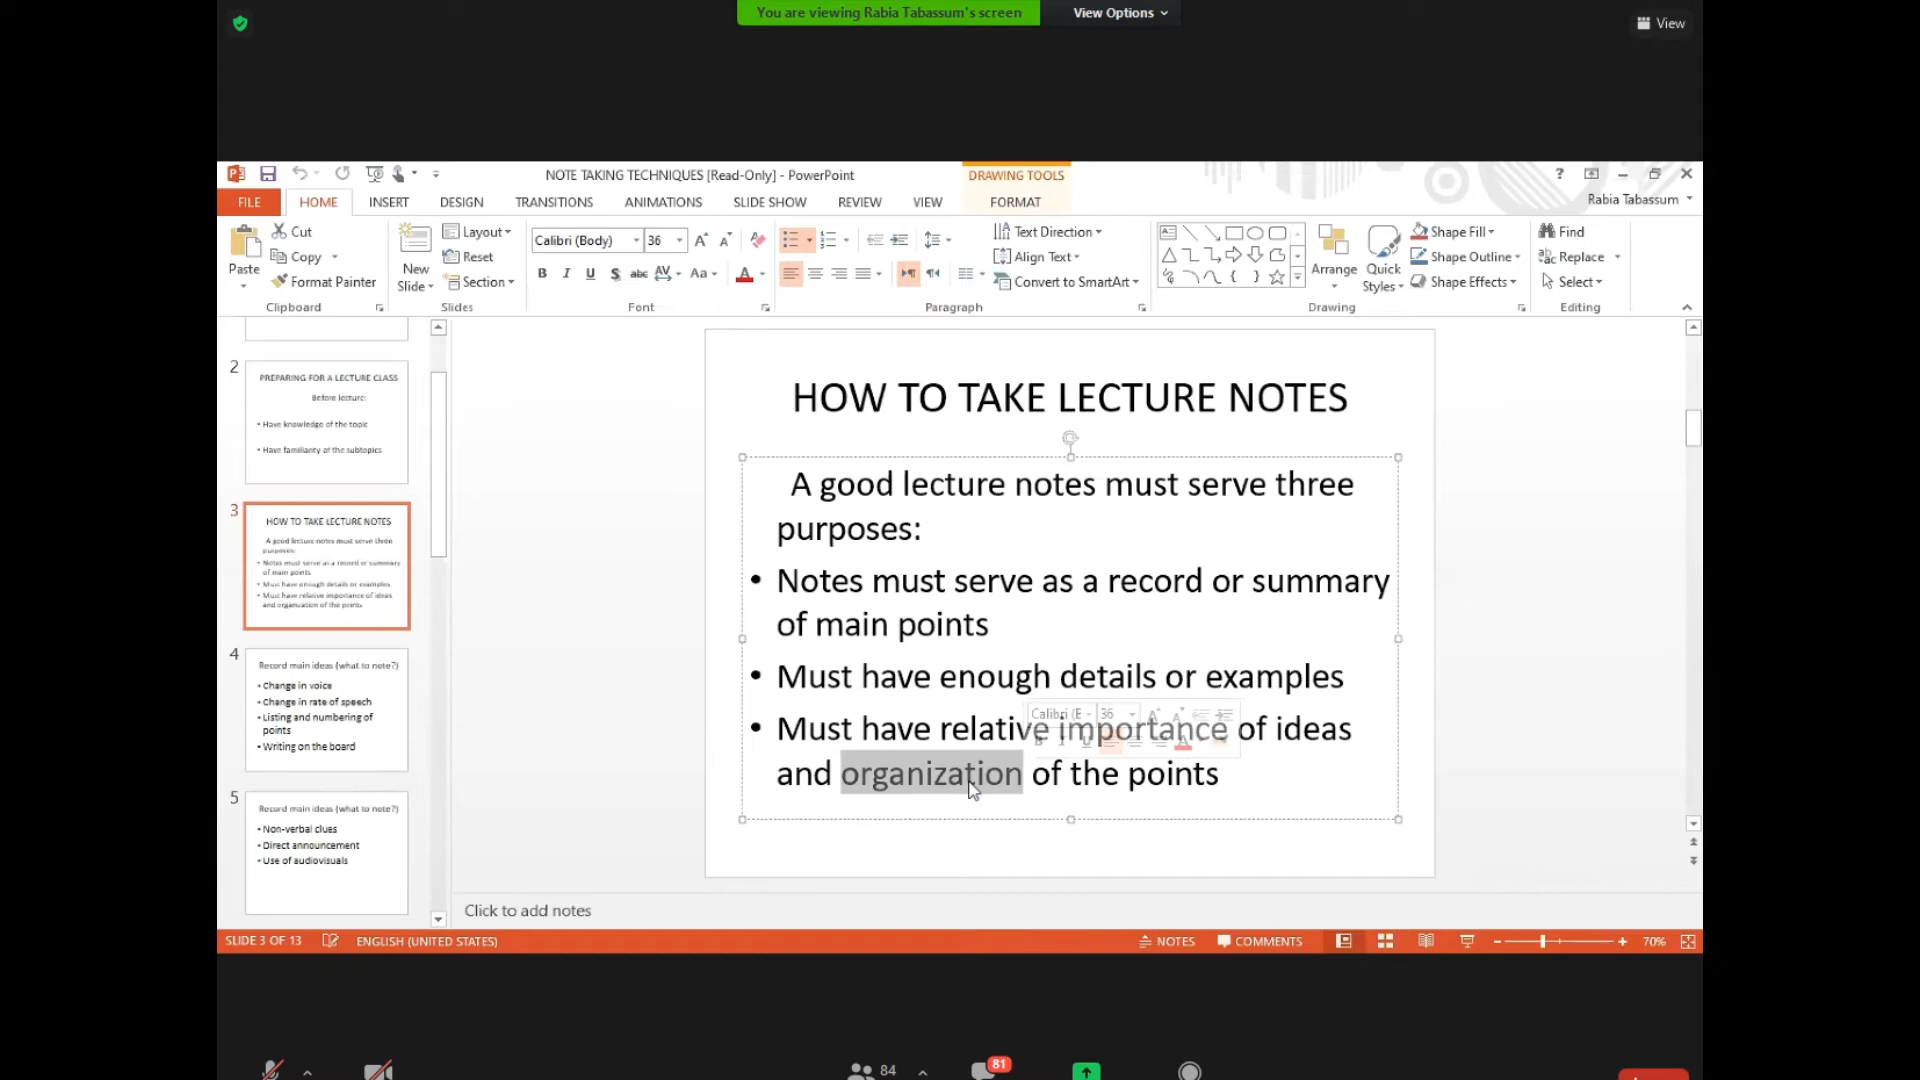 You are viewing Rabia Tabassum's screen
View Options
View
NOTE TAKING TECHNIQUES [Read-Only] - PowerPoint
DRAWING TOOLS
?
FILE HOME INSERT DESIGN TRANSITIONS ANIMATIONS SLIDE SHOW REVIEW VIEW FORMAT
Rabia Tabassum
Paste
Cut
Copy
Format Painter
Clipboard
New
Slide
Layout
Reset
Section
Slides
Calibri (Body) 36
B I U S abc AV Aa A
Font
Text Direction
Align Text
Convert to SmartArt
Paragraph
Arrange
Quick
Styles
Shape Fill
Shape Outline
Shape Effects
Drawing
Find
Replace
Select
Editing
2
PREPARING FOR A LECTURE CLASS
Before lecture:
• Have knowledge of the topic
• Have familiarity of the subtopics
3
HOW TO TAKE LECTURE NOTES
A good lecture notes must serve three
purposes:
• Notes must serve as a record or summary
of main points
• Must have enough details or examples
• Must have relative importance of ideas
and organization of the points
4
Record main ideas (what to note?)
• Change in voice
• Change in rate of speech
• Listing and numbering of
points
• Writing on the board
5
Record main ideas (what to note?)
• Non-verbal clues
• Direct announcement
• Use of audiovisuals
HOW TO TAKE LECTURE NOTES
A good lecture notes must serve three
purposes:
• Notes must serve as a record or summary
of main points
• Must have enough details or examples
• Must have relative importance of ideas
and organization of the points
Calibri (E 36
B I U A
Click to add notes
SLIDE 3 OF 13
ENGLISH (UNITED STATES)
NOTES
COMMENTS
70%
84
81